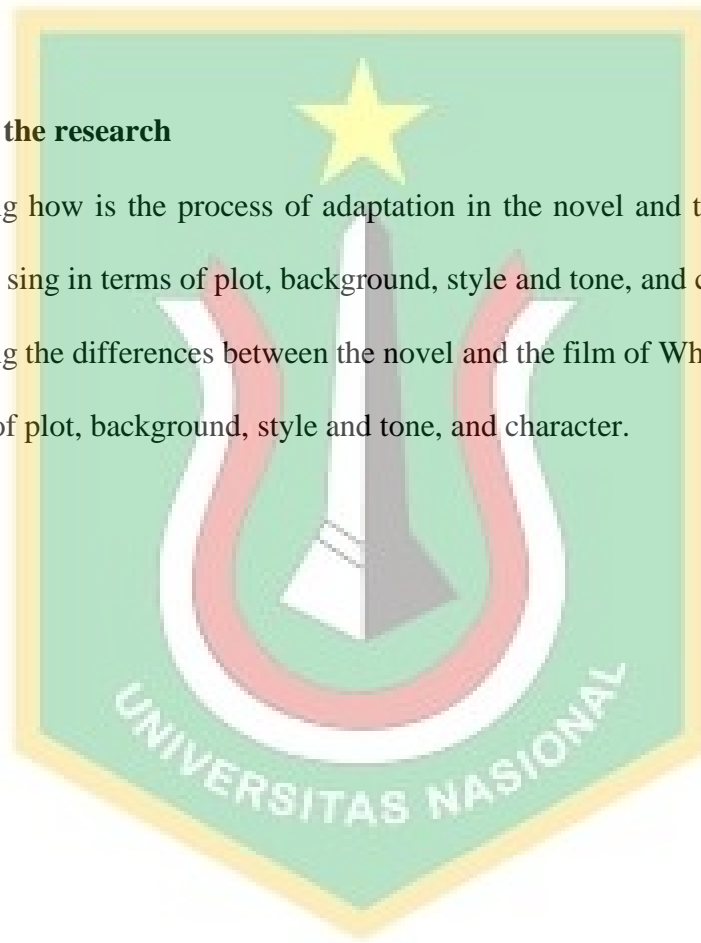 the research
g how is the process of adaptation in the novel and t
sing in terms of plot, background, style and tone, and c
g the differences between the novel and the film of Wh
of plot, background, style and tone, and character.
UNIVERSITAS NASIONAL